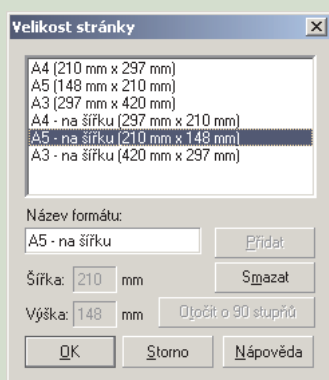 Velikost stránky
A4 (210 mm x 297 mm)
A5 (148 mm x 210 mm)
A3 (297 mm x 420 mm)
A4 - na šířku (297 mm x 210 mm)
A5 - na šířku (210 mm x 148 mm)
A3 - na šířku (420 mm x 297 mm)
Název formátu:
A5 - na šířku Přidat
Šířka: 210 mm Smazat
Výška: 148 mm Otočit o 90 stupňů
OK Storno Nápověda